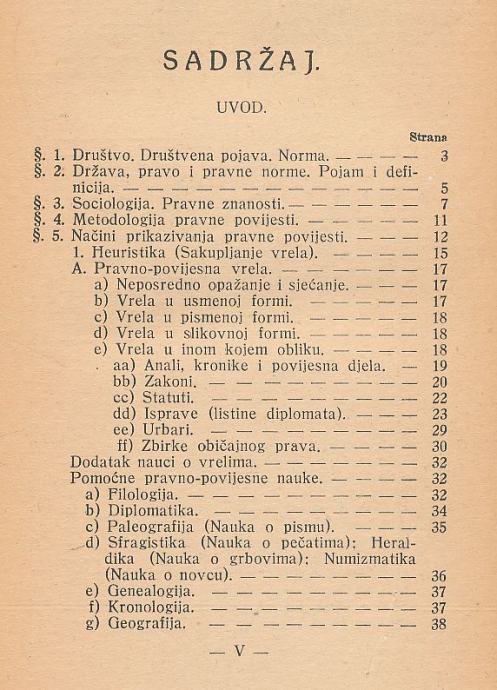 SADRŽAJ.
UVOD.
Strana
§. 1. Društvo. Društvena pojava. Norma. — — — — 3
§. 2. Država, pravo i pravne norme. Pojam i defi-
nicija. — — — — — — — — — — — 5
§. 3. Sociologija. Pravne znanosti. — — — — — 7
§. 4. Metodologija pravne povijesti. — — — — — 11
§. 5. Načini prikazivanja pravne povijesti. — — — — 12
1. Heuristika (Sakupljanje vrela). — — — — — 15
A. Pravno-povijesna vrela. — — — — — — 17
a) Neposredno opažanje i sjećanje. — — — 17
b) Vrela u usmenoj formi. — — — — — 17
c) Vrela u pismenoj formi. — — — — — 18
d) Vrela u slikovnoj formi. — — — — — 18
e) Vrela u inom kojem obliku. — — — — 18
aa) Anali, kronike i povijesna djela. — — 19
bb) Zakoni. — — — — — — — — 20
cc) Statuti. — — — — — — — — 22
dd) Isprave (listine diplomata). — — — 23
ee) Urbari. — — — — — — — — 29
ff) Zbirke običajnog prava. — — — — 30
Dodatak nauci o vrelima. — — — — — — — 32
Pomoćne pravno-povijesne nauke. — — — — — 32
a) Filologija. — — — — — — — — — 32
b) Diplomatika. — — — — — — — — 34
c) Paleografija (Nauka o pismu). — — — — 35
d) Sfragistika (Nauka o pečatima); Heral-
dika (Nauka o grbovima); Numizmatika
(Nauka o novcu). — — — — — — — 36
e) Genealogija. — — — — — — — — 37
f) Kronologija. — — — — — — — — 37
g) Geografija. — — — — — — — — 38
— V —